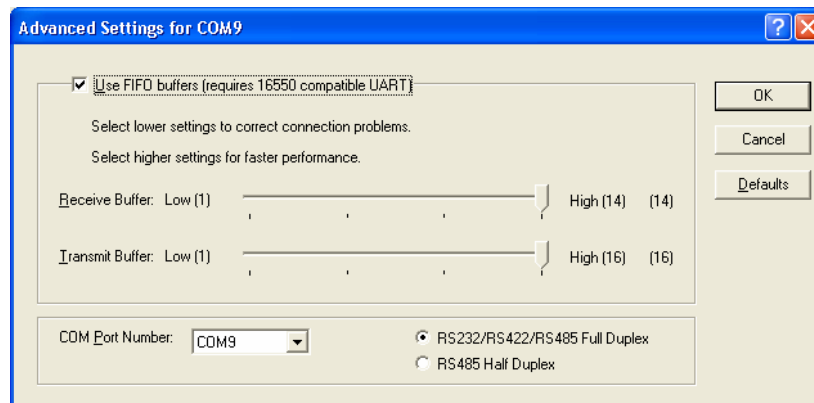 Advanced Settings for COM9
Use FIFO buffers (requires 16550 compatible UART)
OK
Select lower settings to correct connection problems.
Cancel
Select higher settings for faster performance.
Defaults
Receive Buffer: Low (1) High (14) (14)
Transmit Buffer: Low (1) High (16) (16)
COM Port Number: COM9 RS232/RS422/RS485 Full Duplex
RS485 Half Duplex